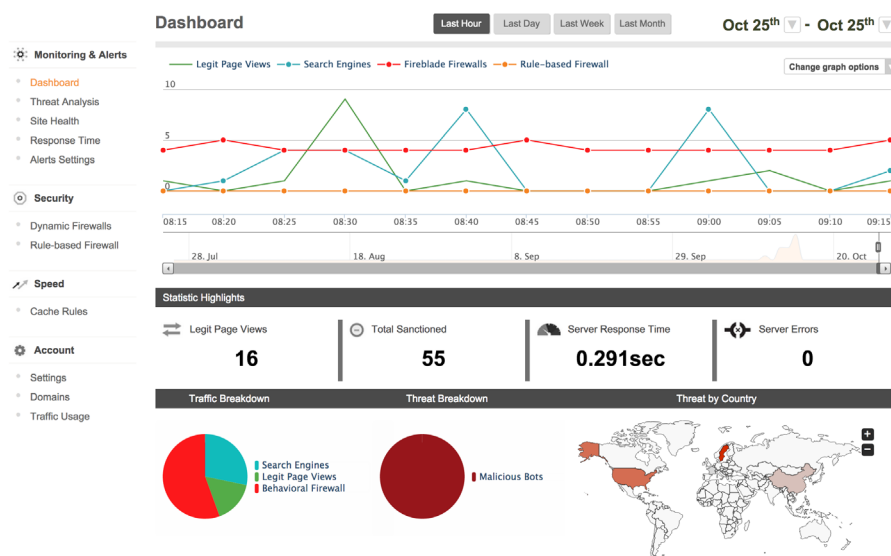 Dashboard
Last Hour
Last Day
Last Week
Last Month
Oct 25th - Oct 25th
Monitoring & Alerts
Dashboard
Threat Analysis
Site Health
Response Time
Alerts Settings
Security
Dynamic Firewalls
Rule-based Firewall
Speed
Cache Rules
Account
Settings
Domains
Traffic Usage
Legit Page Views
Search Engines
Fireblade Firewalls
Rule-based Firewall
Change graph options
10
5
0
08:15 08:20 08:25 08:30 08:35 08:40 08:45 08:50 08:55 09:00 09:05 09:10 09:15
28. Jul 18. Aug 8. Sep 29. Sep 20. Oct
Statistic Highlights
Legit Page Views
16
Total Sanctioned
55
Server Response Time
0.291sec
Server Errors
0
Traffic Breakdown
Threat Breakdown
Threat by Country
Search Engines
Legit Page Views
Behavioral Firewall
Malicious Bots